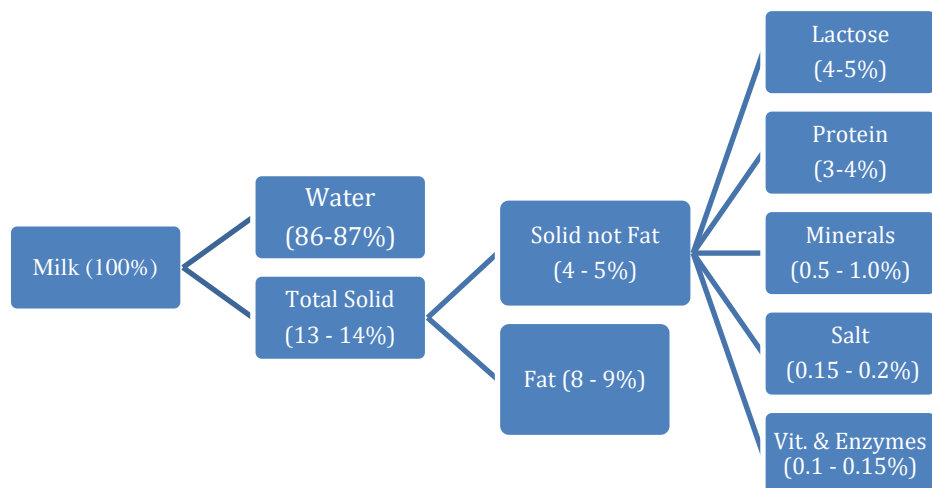 Milk (100%)
Water
(86-87%)
Total Solid
(13 - 14%)
Solid not Fat
(4 - 5%)
Fat (8 - 9%)
Lactose
(4-5%)
Protein
(3-4%)
Minerals
(0.5 - 1.0%)
Salt
(0.15 - 0.2%)
Vit. & Enzymes
(0.1 - 0.15%)